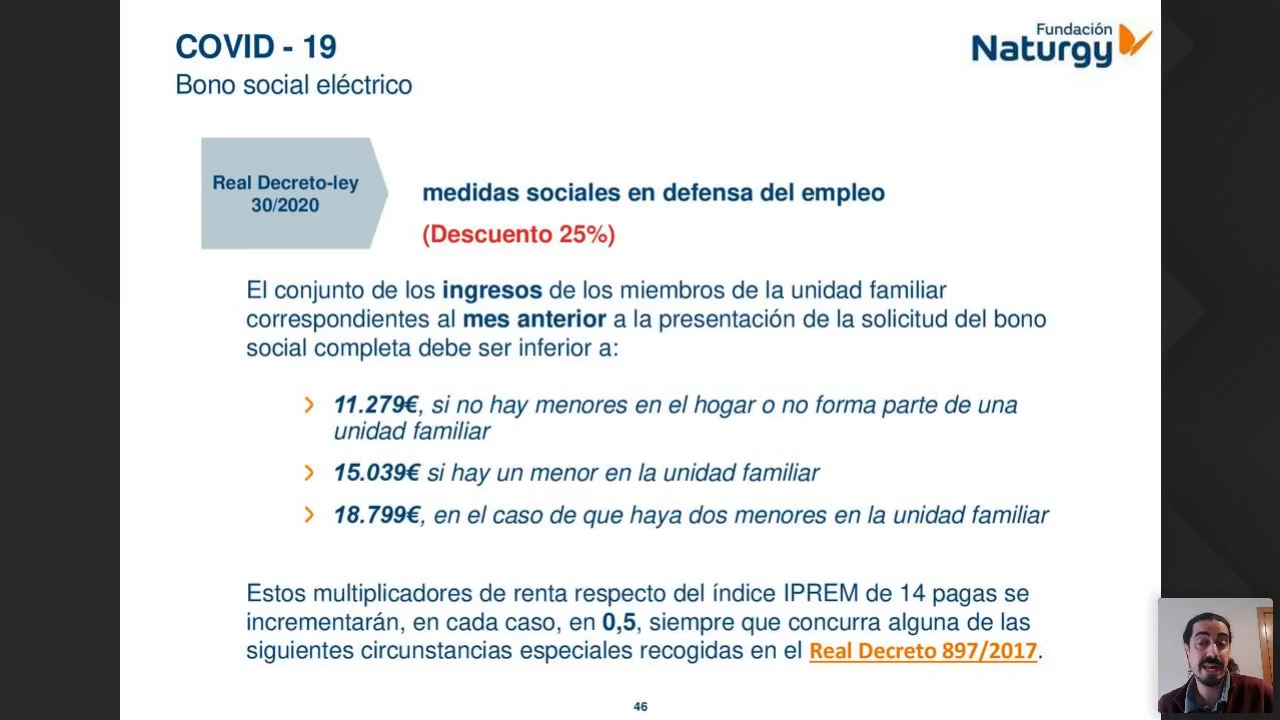 COVID - 19
Bono social eléctrico
Fundación
Naturgy
Real Decreto-ley
30/2020
medidas sociales en defensa del empleo
(Descuento 25%)
El conjunto de los ingresos de los miembros de la unidad familiar
correspondientes al mes anterior a la presentación de la solicitud del bono
social completa debe ser inferior a:
› 11.279€, si no hay menores en el hogar o no forma parte de una
unidad familiar
› 15.039€ si hay un menor en la unidad familiar
› 18.799€, en el caso de que haya dos menores en la unidad familiar
Estos multiplicadores de renta respecto del índice IPREM de 14 pagas se
incrementarán, en cada caso, en 0,5, siempre que concurra alguna de las
siguientes circunstancias especiales recogidas en el Real Decreto 897/2017.
46